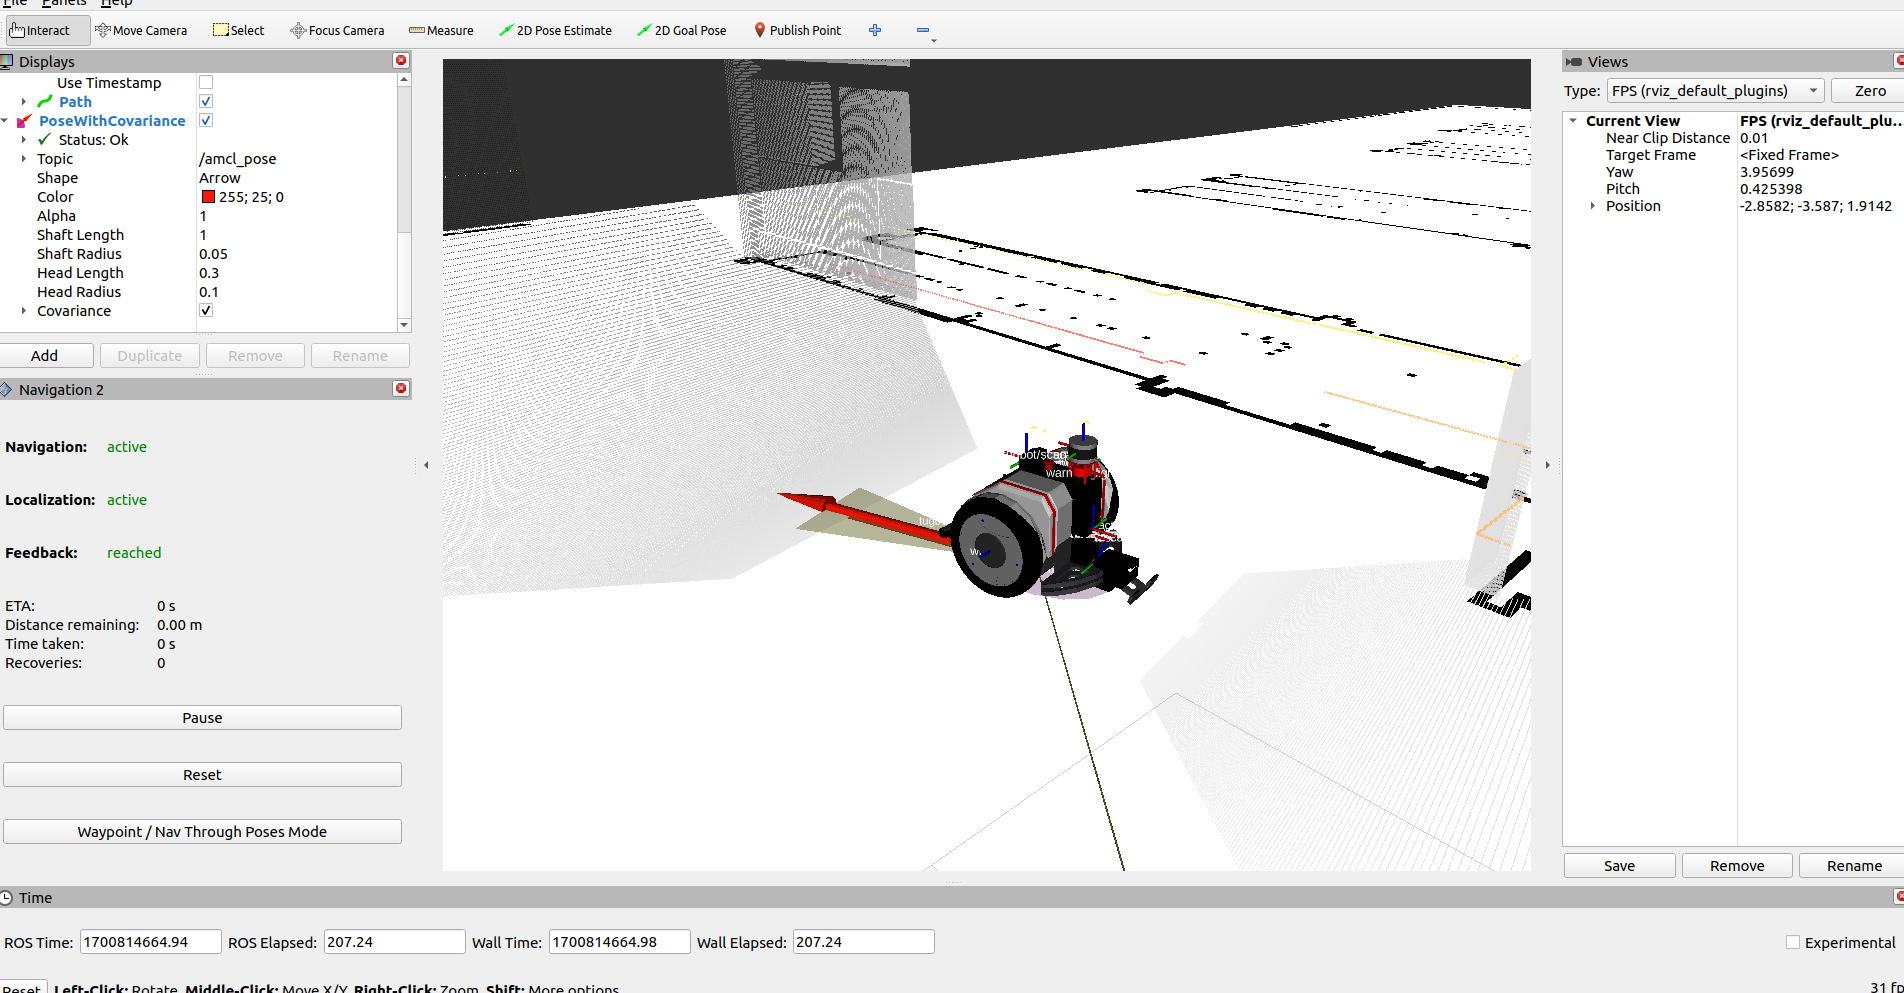 File Panels Help
Interact Move Camera Select Focus Camera Measure 2D Pose Estimate 2D Goal Pose Publish Point
Displays
Use Timestamp
Path
PoseWithCovariance
Status: Ok
Topic /amcl_pose
Shape Arrow
Color 255; 25; 0
Alpha 1
Shaft Length 1
Shaft Radius 0.05
Head Length 0.3
Head Radius 0.1
Covariance
Add Duplicate Remove Rename
Navigation 2
Navigation: active
Localization: active
Feedback: reached
ETA: 0 s
Distance remaining: 0.00 m
Time taken: 0 s
Recoveries: 0
Pause
Reset
Waypoint / Nav Through Poses Mode
Views
Type: FPS (rviz_default_plugins) Zero
Current View FPS (rviz_default_plu...
Near Clip Distance 0.01
Target Frame <Fixed Frame>
Yaw 3.95699
Pitch 0.425398
Position -2.8582; -3.587; 1.9142
Save Remove Rename
Time
ROS Time: 1700814664.94 ROS Elapsed: 207.24 Wall Time: 1700814664.98 Wall Elapsed: 207.24 Experimental
Reset Left-Click: Rotate. Middle-Click: Move X/Y. Right-Click: Zoom. Shift: More options.
31 fp